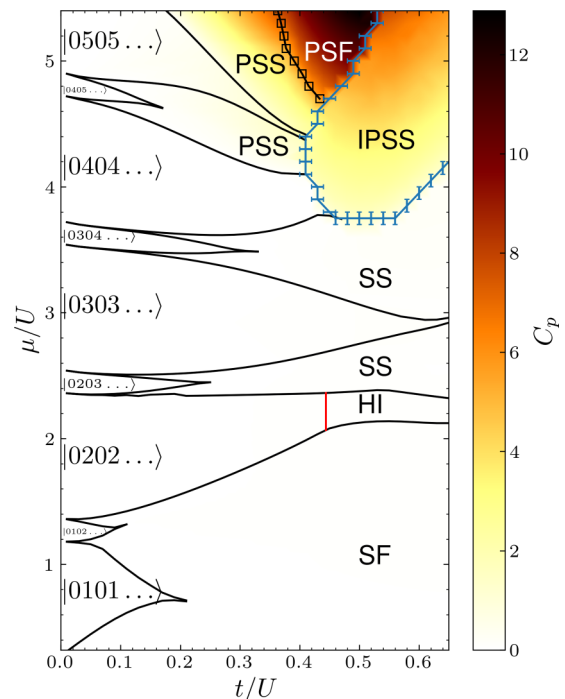 |0505...⟩
PSS
PSF
|0405...⟩
PSS
IPSS
|0404...⟩
|0304...⟩
SS
|0303...⟩
SS
|0203...⟩
HI
|0202...⟩
|0102...⟩
SF
|0101...⟩
5
4
3
2
1
μ/U
0.0
0.1
0.2
0.3
0.4
0.5
0.6
t/U
12
10
8
6
4
2
0
C_p